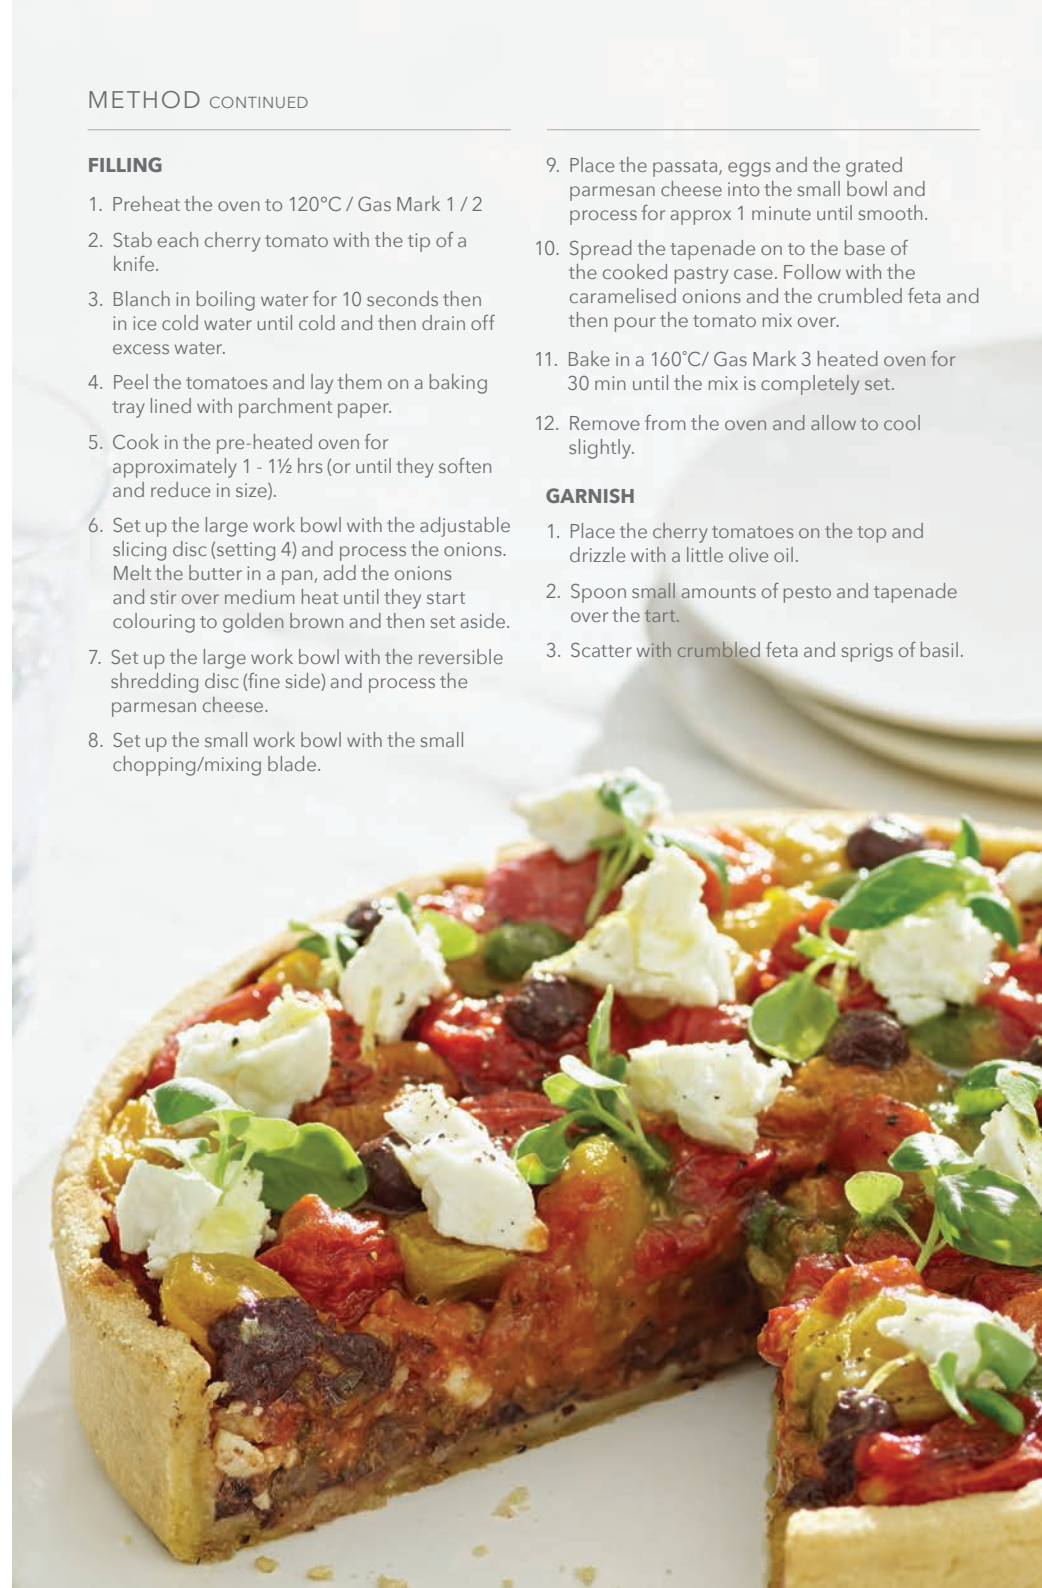 METHOD CONTINUED
FILLING
1. Preheat the oven to 120°C / Gas Mark 1 / 2
2. Stab each cherry tomato with the tip of a
knife.
3. Blanch in boiling water for 10 seconds then
in ice cold water until cold and then drain off
excess water.
4. Peel the tomatoes and lay them on a baking
tray lined with parchment paper.
5. Cook in the pre-heated oven for
approximately 1 - 1½ hrs (or until they soften
and reduce in size).
6. Set up the large work bowl with the adjustable
slicing disc (setting 4) and process the onions.
Melt the butter in a pan, add the onions
and stir over medium heat until they start
colouring to golden brown and then set aside.
7. Set up the large work bowl with the reversible
shredding disc (fine side) and process the
parmesan cheese.
8. Set up the small work bowl with the small
chopping/mixing blade.
9. Place the passata, eggs and the grated
parmesan cheese into the small bowl and
process for approx 1 minute until smooth.
10. Spread the tapenade on to the base of
the cooked pastry case. Follow with the
caramelised onions and the crumbled feta and
then pour the tomato mix over.
11. Bake in a 160°C/ Gas Mark 3 heated oven for
30 min until the mix is completely set.
12. Remove from the oven and allow to cool
slightly.
GARNISH
1. Place the cherry tomatoes on the top and
drizzle with a little olive oil.
2. Spoon small amounts of pesto and tapenade
over the tart.
3. Scatter with crumbled feta and sprigs of basil.